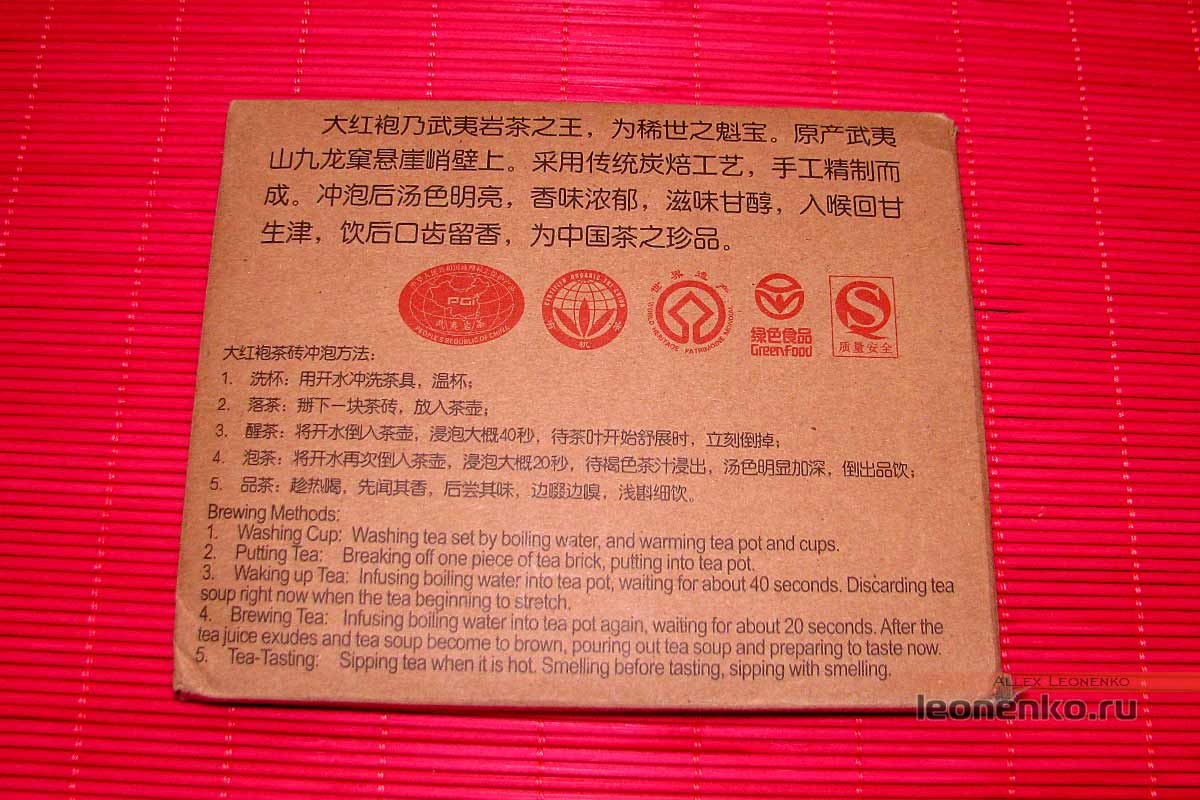 大红袍乃武夷岩茶之王，为稀世之魁宝。原产武夷
山九龙窠悬崖峭壁上。采用传统炭焙工艺，手工精制而
成。冲泡后汤色明亮，香味浓郁，滋味甘醇，入喉回甘
生津，饮后口齿留香，为中国茶之珍品。
PGI
武夷岩茶
PEOPLE'S REPUBLIC OF CHINA
CERTIFIED ORGANIC TEA CHINA
世界遗产
WORLD HERITAGE PATRIMOINE MONDIAL
绿色食品
GreenFood
质量安全
大红袍茶砖冲泡方法：
1. 洗杯：用开水冲洗茶具，温杯；
2. 落茶：掰下一块茶砖，放入茶壶；
3. 醒茶：将开水倒入茶壶，浸泡大概40秒，待茶叶开始舒展时，立刻倒掉；
4. 泡茶：将开水再次倒入茶壶，浸泡大概20秒，待褐色茶汁浸出，汤色明显加深，倒出品饮；
5. 品茶：趁热喝，先闻其香，后尝其味，边啜边嗅，浅斟细饮。
Brewing Methods:
1. Washing Cup: Washing tea set by boiling water, and warming tea pot and cups.
2. Putting Tea: Breaking off one piece of tea brick, putting into tea pot.
3. Waking up Tea: Infusing boiling water into tea pot, waiting for about 40 seconds. Discarding tea
soup right now when the tea beginning to stretch.
4. Brewing Tea: Infusing boiling water into tea pot again, waiting for about 20 seconds. After the
tea juice exudes and tea soup become to brown, pouring out tea soup and preparing to taste now.
5. Tea-Tasting: Sipping tea when it is hot. Smelling before tasting, sipping with smelling.
ALLEX LEONENKO
leonenko.ru